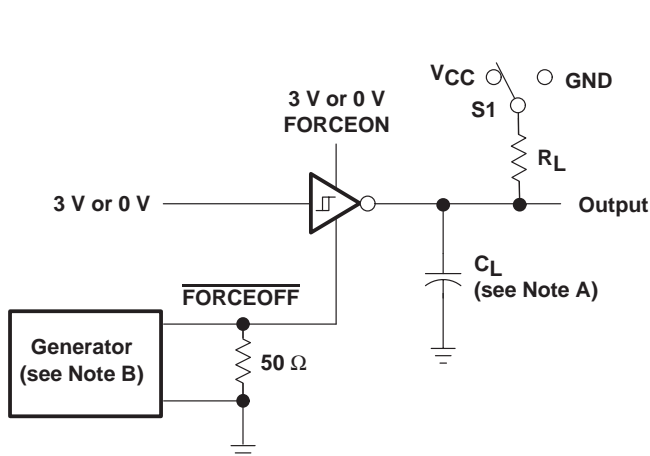 VCC
GND
S1
3 V or 0 V
FORCEON
RL
3 V or 0 V
Output
CL
(see Note A)
FORCEOFF
Generator
(see Note B)
50 Ω